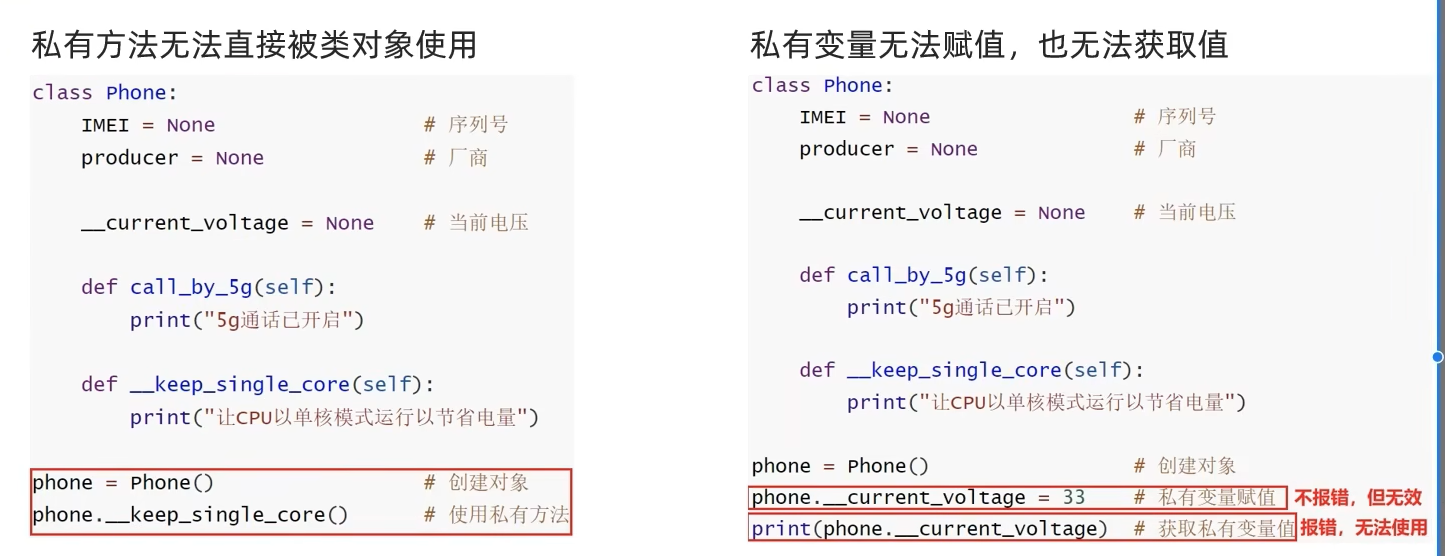 私有方法无法直接被类对象使用
class Phone:
    IMEI = None                 # 序列号
    producer = None             # 厂商
    __current_voltage = None    # 当前电压
    def call_by_5g(self):
        print("5g通话已开启")
    def __keep_single_core(self):
        print("让CPU以单核模式运行以节省电量")
phone = Phone()                 # 创建对象
phone.__keep_single_core()      # 使用私有方法
私有变量无法赋值，也无法获取值
class Phone:
    IMEI = None                 # 序列号
    producer = None             # 厂商
    __current_voltage = None    # 当前电压
    def call_by_5g(self):
        print("5g通话已开启")
    def __keep_single_core(self):
        print("让CPU以单核模式运行以节省电量")
phone = Phone()                 # 创建对象
phone.__current_voltage = 33    # 私有变量赋值 不报错，但无效
print(phone.__current_voltage)  # 获取私有变量值 报错，无法使用